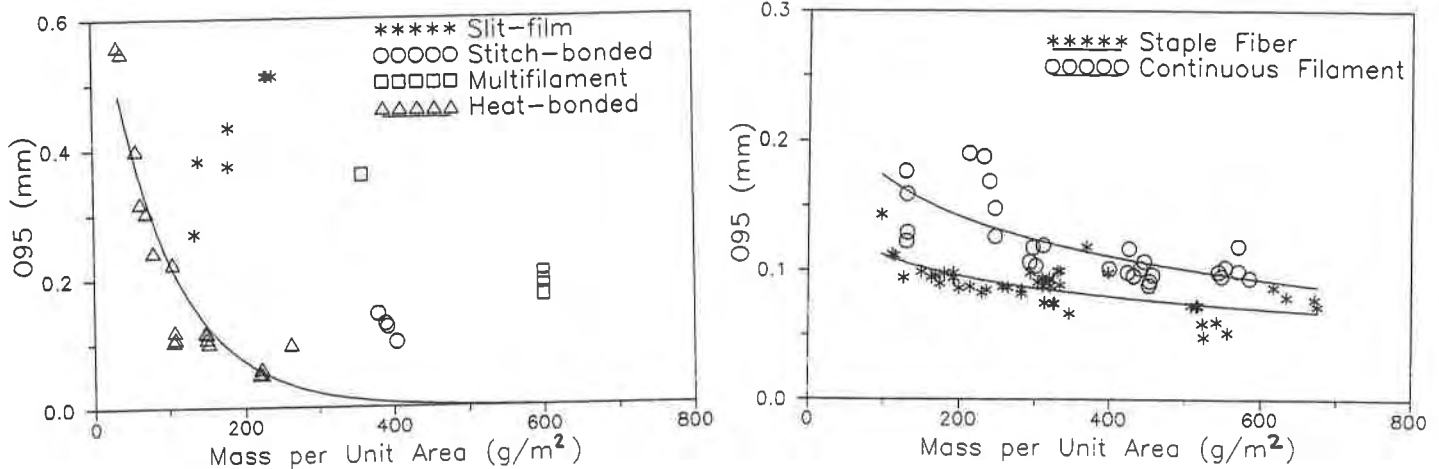 0.6
0.4
0.2
0.0
O95 (mm)
0
200
400
600
800
Mass per Unit Area (g/m²)
***** Slit-film
OOOOO Stitch-bonded
□□□□□ Multifilament
△△△△△ Heat-bonded
0.3
0.2
0.1
0.0
O95 (mm)
0
200
400
600
800
Mass per Unit Area (g/m²)
***** Staple Fiber
OOOOO Continuous Filament